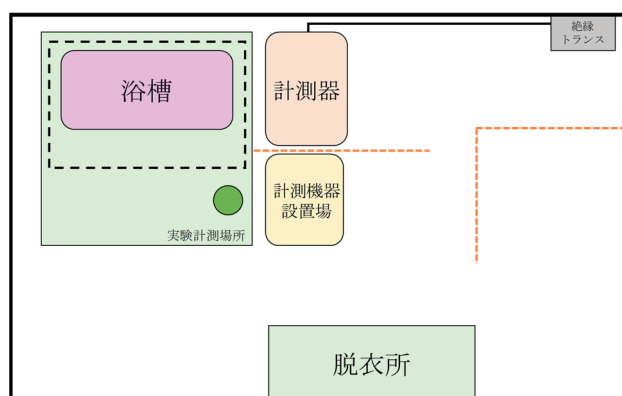 絶縁
トランス
浴槽
計測器
計測機器
設置場
実験計測場所
脱衣所